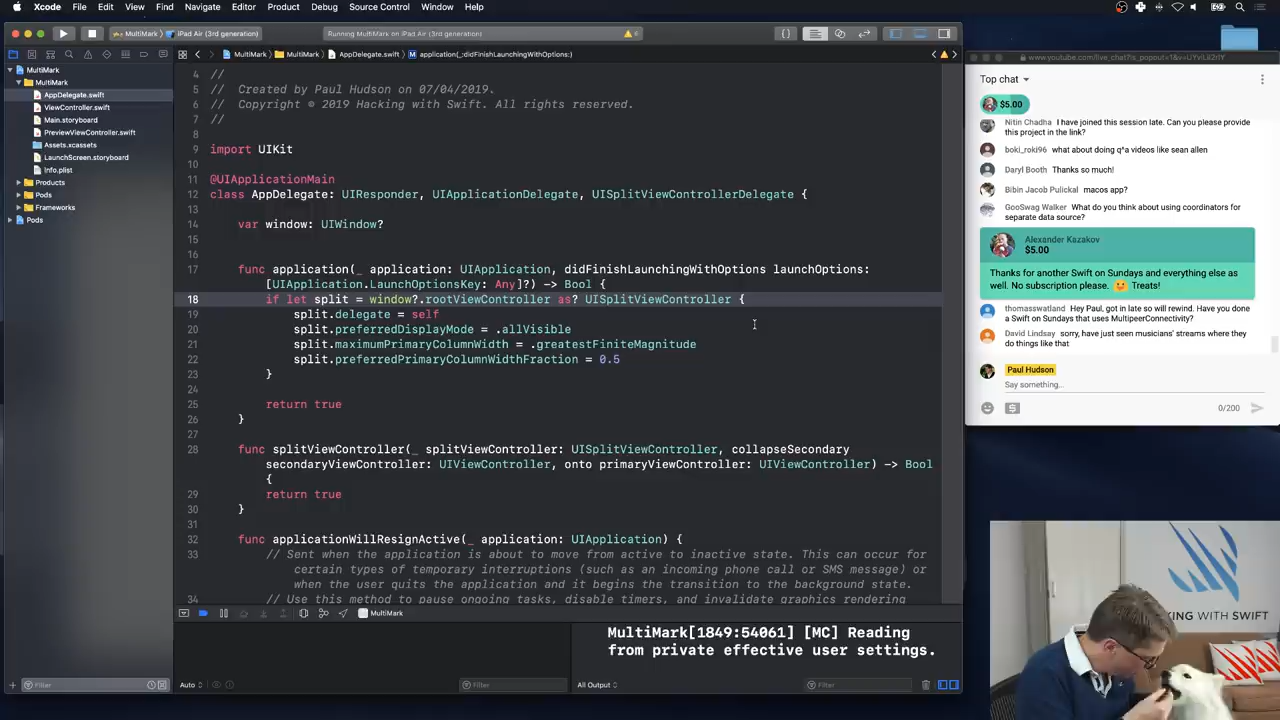 Xcode File Edit View Find Navigate Editor Product Debug Source Control Window Help
MultiMark iPad Air (3rd generation)
Running MultiMark on iPad Air (3rd generation)
6
MultiMark
MultiMark
AppDelegate.swift
ViewController.swift
Main.storyboard
PreviewViewController.swift
Assets.xcassets
LaunchScreen.storyboard
Info.plist
Products
Pods
Frameworks
Pods
Filter
MultiMark MultiMark AppDelegate.swift M application(_:didFinishLaunchingWithOptions:)
4 //
5 // Created by Paul Hudson on 07/04/2019.
6 // Copyright © 2019 Hacking with Swift. All rights reserved.
7 //
8
9 import UIKit
10
11 @UIApplicationMain
12 class AppDelegate: UIResponder, UIApplicationDelegate, UISplitViewControllerDelegate {
13
14 var window: UIWindow?
15
16
17 func application(_ application: UIApplication, didFinishLaunchingWithOptions launchOptions:
[UIApplication.LaunchOptionsKey: Any]?) -> Bool {
18 if let split = window?.rootViewController as? UISplitViewController {
19 split.delegate = self
20 split.preferredDisplayMode = .allVisible
21 split.maximumPrimaryColumnWidth = .greatestFiniteMagnitude
22 split.preferredPrimaryColumnWidthFraction = 0.5
23 }
24
25 return true
26 }
27
28 func splitViewController(_ splitViewController: UISplitViewController, collapseSecondary
secondaryViewController: UIViewController, onto primaryViewController: UIViewController) -> Bool
{
29 return true
30 }
31
32 func applicationWillResignActive(_ application: UIApplication) {
33 // Sent when the application is about to move from active to inactive state. This can occur for
certain types of temporary interruptions (such as an incoming phone call or SMS message) or
when the user quits the application and it begins the transition to the background state.
// Use this method to pause ongoing tasks, disable timers, and invalidate graphics rendering
MultiMark
MultiMark[1849:54061] [MC] Reading
from private effective user settings.
Auto
Filter
All Output
Filter
Top chat
$5.00
Nitin Chadha I have joined this session late. Can you please provide
this project in the link?
boki_roki96 what about doing q^a videos like sean allen
Daryl Booth Thanks so much!
Bibin Jacob Pulickal macos app?
GooSwag Walker What do you think about using coordinators for
separate data source?
Alexander Kazakov
$5.00
Thanks for another Swift on Sundays and everything else as
well. No subscription please. Treats!
thomasswatland Hey Paul, got in late so will rewind. Have you done
a Swift on Sundays that uses MultipeerConnectivity?
David Lindsay sorry, have just seen musicians' streams where they
do things like that
Paul Hudson
Say something...
0/200
KING WITH SWIFT